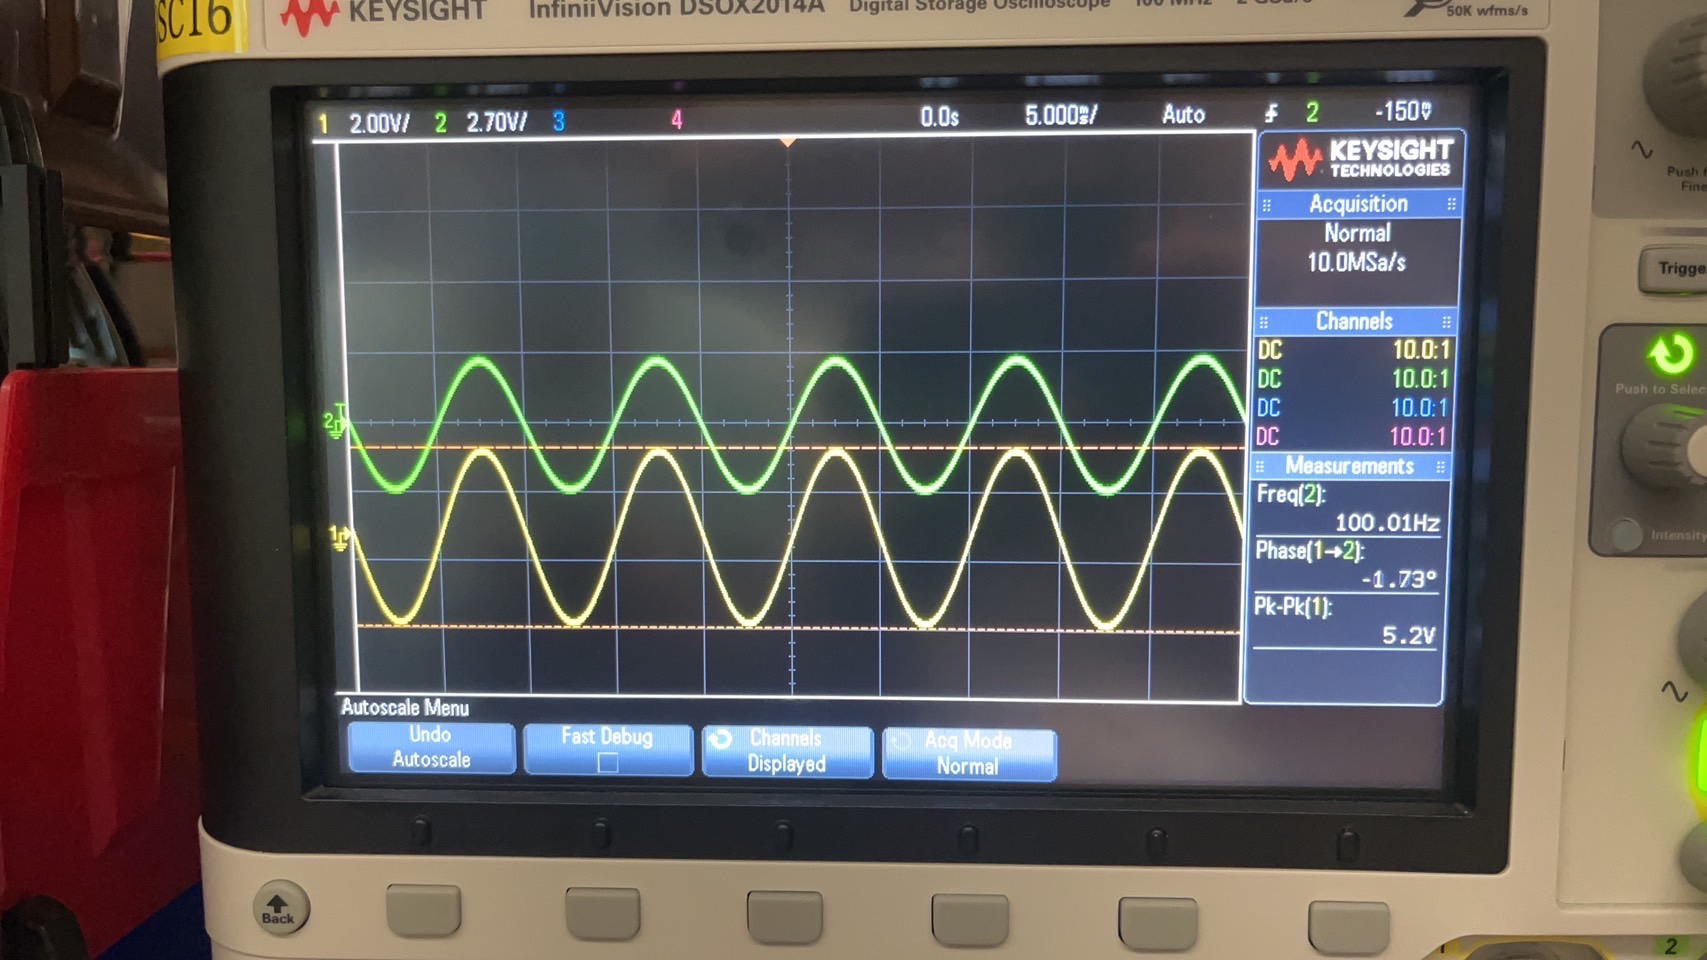 SC16
KEYSIGHT InfiniiVision DSOX2014A Digital Storage Oscilloscope 100 MHz
50K wfms/s
1 2.00V/ 2 2.70V/ 3 4 0.0s 5.000ms/ Auto 2 -150mV
KEYSIGHT
TECHNOLOGIES
Acquisition
Normal
10.0MSa/s
Channels
DC 10.0:1
DC 10.0:1
DC 10.0:1
DC 10.0:1
Measurements
Freq(2):
100.01Hz
Phase(1→2):
-1.73°
Pk-Pk(1):
5.2V
2
T
1
Autoscale Menu
Undo
Autoscale
Fast Debug
Channels
Displayed
Acq Mode
Normal
Back
Push
Fine
Trigge
Push to Selec
Intensity
2